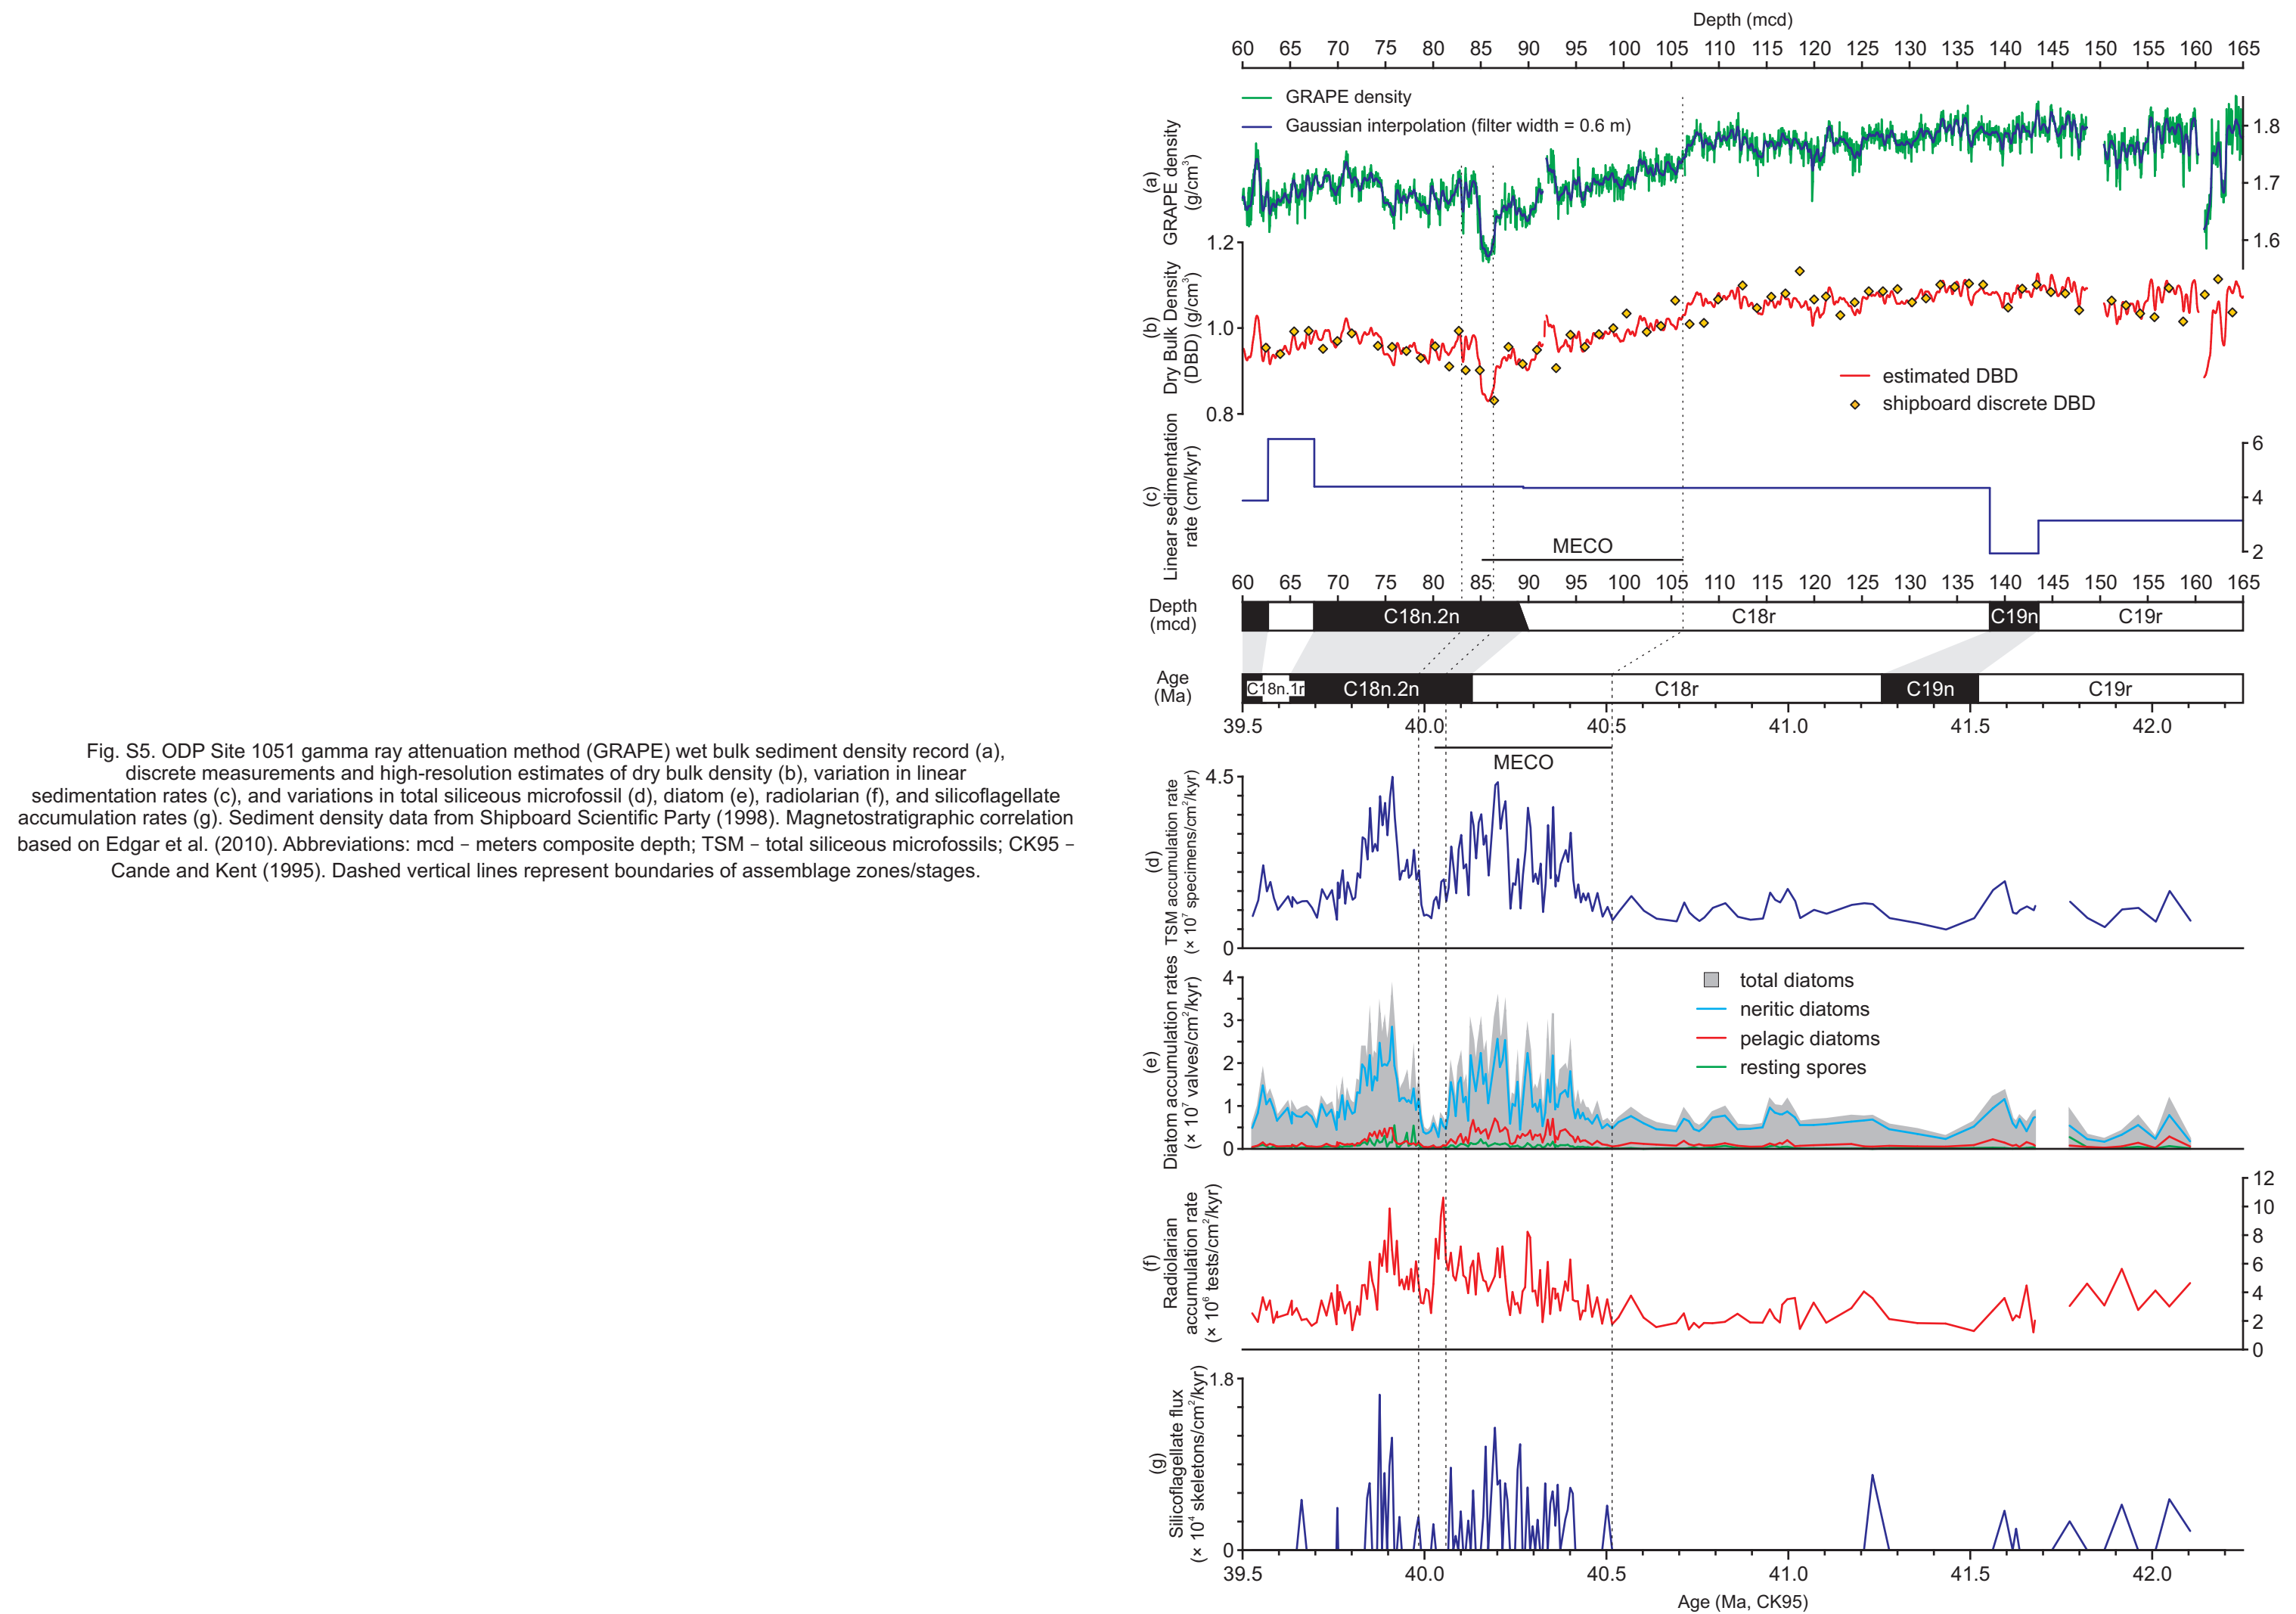 Fig. S5. ODP Site 1051 gamma ray attenuation method (GRAPE) wet bulk sediment density record (a),
discrete measurements and high-resolution estimates of dry bulk density (b), variation in linear
sedimentation rates (c), and variations in total siliceous microfossil (d), diatom (e), radiolarian (f), and silicoflagellate
accumulation rates (g). Sediment density data from Shipboard Scientific Party (1998). Magnetostratigraphic correlation
based on Edgar et al. (2010). Abbreviations: mcd – meters composite depth; TSM – total siliceous microfossils; CK95 –
Cande and Kent (1995). Dashed vertical lines represent boundaries of assemblage zones/stages.
Depth (mcd)
60 65 70 75 80 85 90 95 100 105 110 115 120 125 130 135 140 145 150 155 160 165
GRAPE density
Gaussian interpolation (filter width = 0.6 m)
(a)
GRAPE density
(g/cm³)
1.8
1.7
1.6
(b)
Dry Bulk Density
(DBD) (g/cm³)
1.2
1.0
0.8
estimated DBD
shipboard discrete DBD
(c)
Linear sedimentation
rate (cm/kyr)
6
4
2
MECO
60 65 70 75 80 85 90 95 100 105 110 115 120 125 130 135 140 145 150 155 160 165
Depth
(mcd)
C18n.2n C18r C19n C19r
Age
(Ma)
C18n.1r C18n.2n C18r C19n C19r
39.5 40.0 40.5 41.0 41.5 42.0
MECO
(d)
TSM accumulation rate
(× 10⁷ specimens/cm²/kyr)
4.5
0
(e)
Diatom accumulation rates
(× 10⁷ valves/cm²/kyr)
4
3
2
1
0
total diatoms
neritic diatoms
pelagic diatoms
resting spores
(f)
Radiolarian
accumulation rate
(× 10⁶ tests/cm²/kyr)
12
10
8
6
4
2
0
(g)
Silicoflagellate flux
(× 10⁴ skeletons/cm²/kyr)
1.8
0
39.5 40.0 40.5 41.0 41.5 42.0
Age (Ma, CK95)